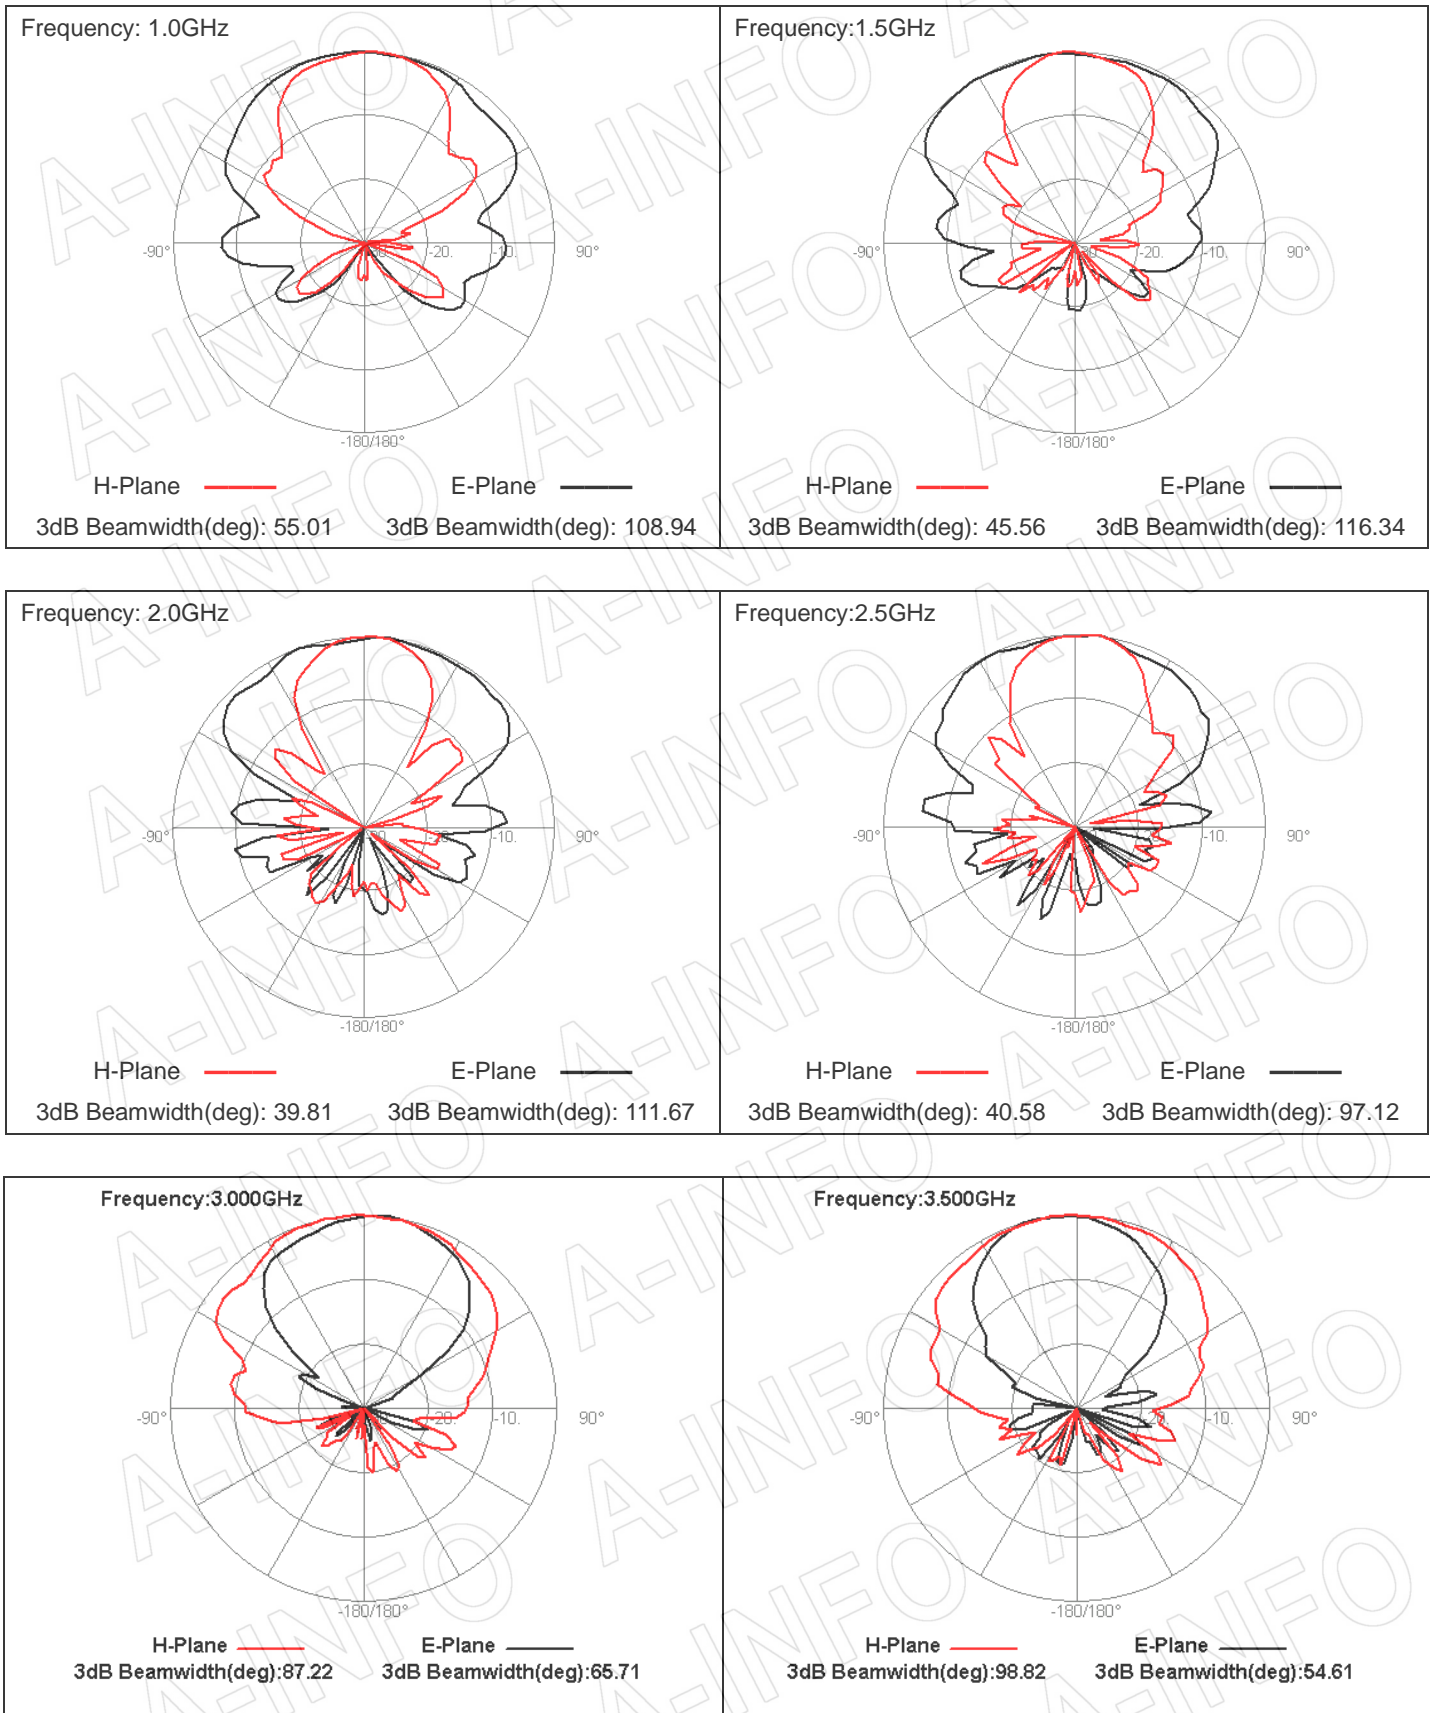 Frequency: 1.0GHz
-90°
-20.
-10.
90°
-180/180°
H-Plane
E-Plane
3dB Beamwidth(deg): 55.01
3dB Beamwidth(deg): 108.94
Frequency:1.5GHz
-90°
-20.
-10.
90°
-180/180°
H-Plane
E-Plane
3dB Beamwidth(deg): 45.56
3dB Beamwidth(deg): 116.34
Frequency: 2.0GHz
-90°
-10.
90°
-180/180°
H-Plane
E-Plane
3dB Beamwidth(deg): 39.81
3dB Beamwidth(deg): 111.67
Frequency:2.5GHz
-90°
-10.
90°
-180/180°
H-Plane
E-Plane
3dB Beamwidth(deg): 40.58
3dB Beamwidth(deg): 97.12
Frequency:3.000GHz
-90°
-20.
-10.
90°
-180/180°
H-Plane
E-Plane
3dB Beamwidth(deg):87.22
3dB Beamwidth(deg):65.71
Frequency:3.500GHz
-90°
-20.
-10.
90°
-180/180°
H-Plane
E-Plane
3dB Beamwidth(deg):98.82
3dB Beamwidth(deg):54.61
A-INFO